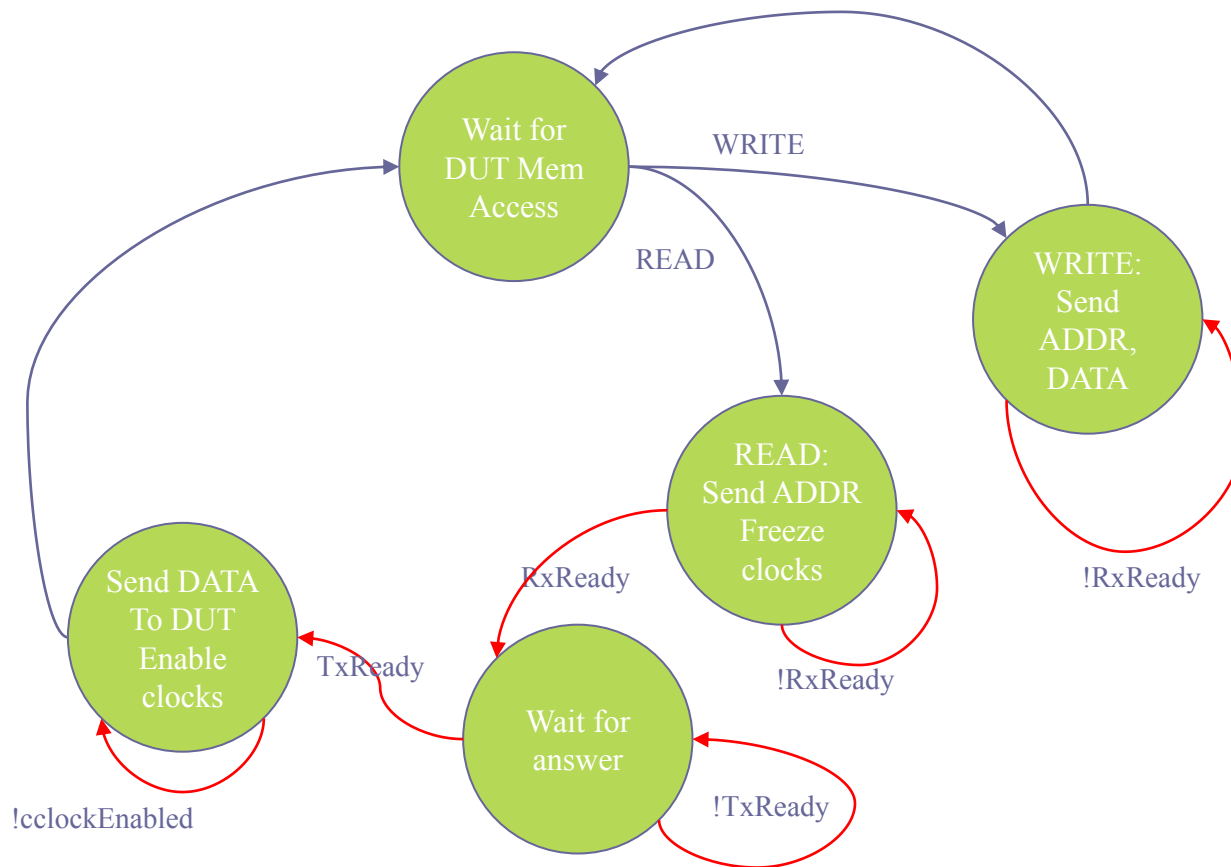 Wait for
DUT Mem
Access
WRITE
READ
WRITE:
Send
ADDR,
DATA
!RxReady
READ:
Send ADDR
Freeze
clocks
RxReady
!RxReady
Send DATA
To DUT
Enable
clocks
TxReady
Wait for
answer
!TxReady
!cclockEnabled